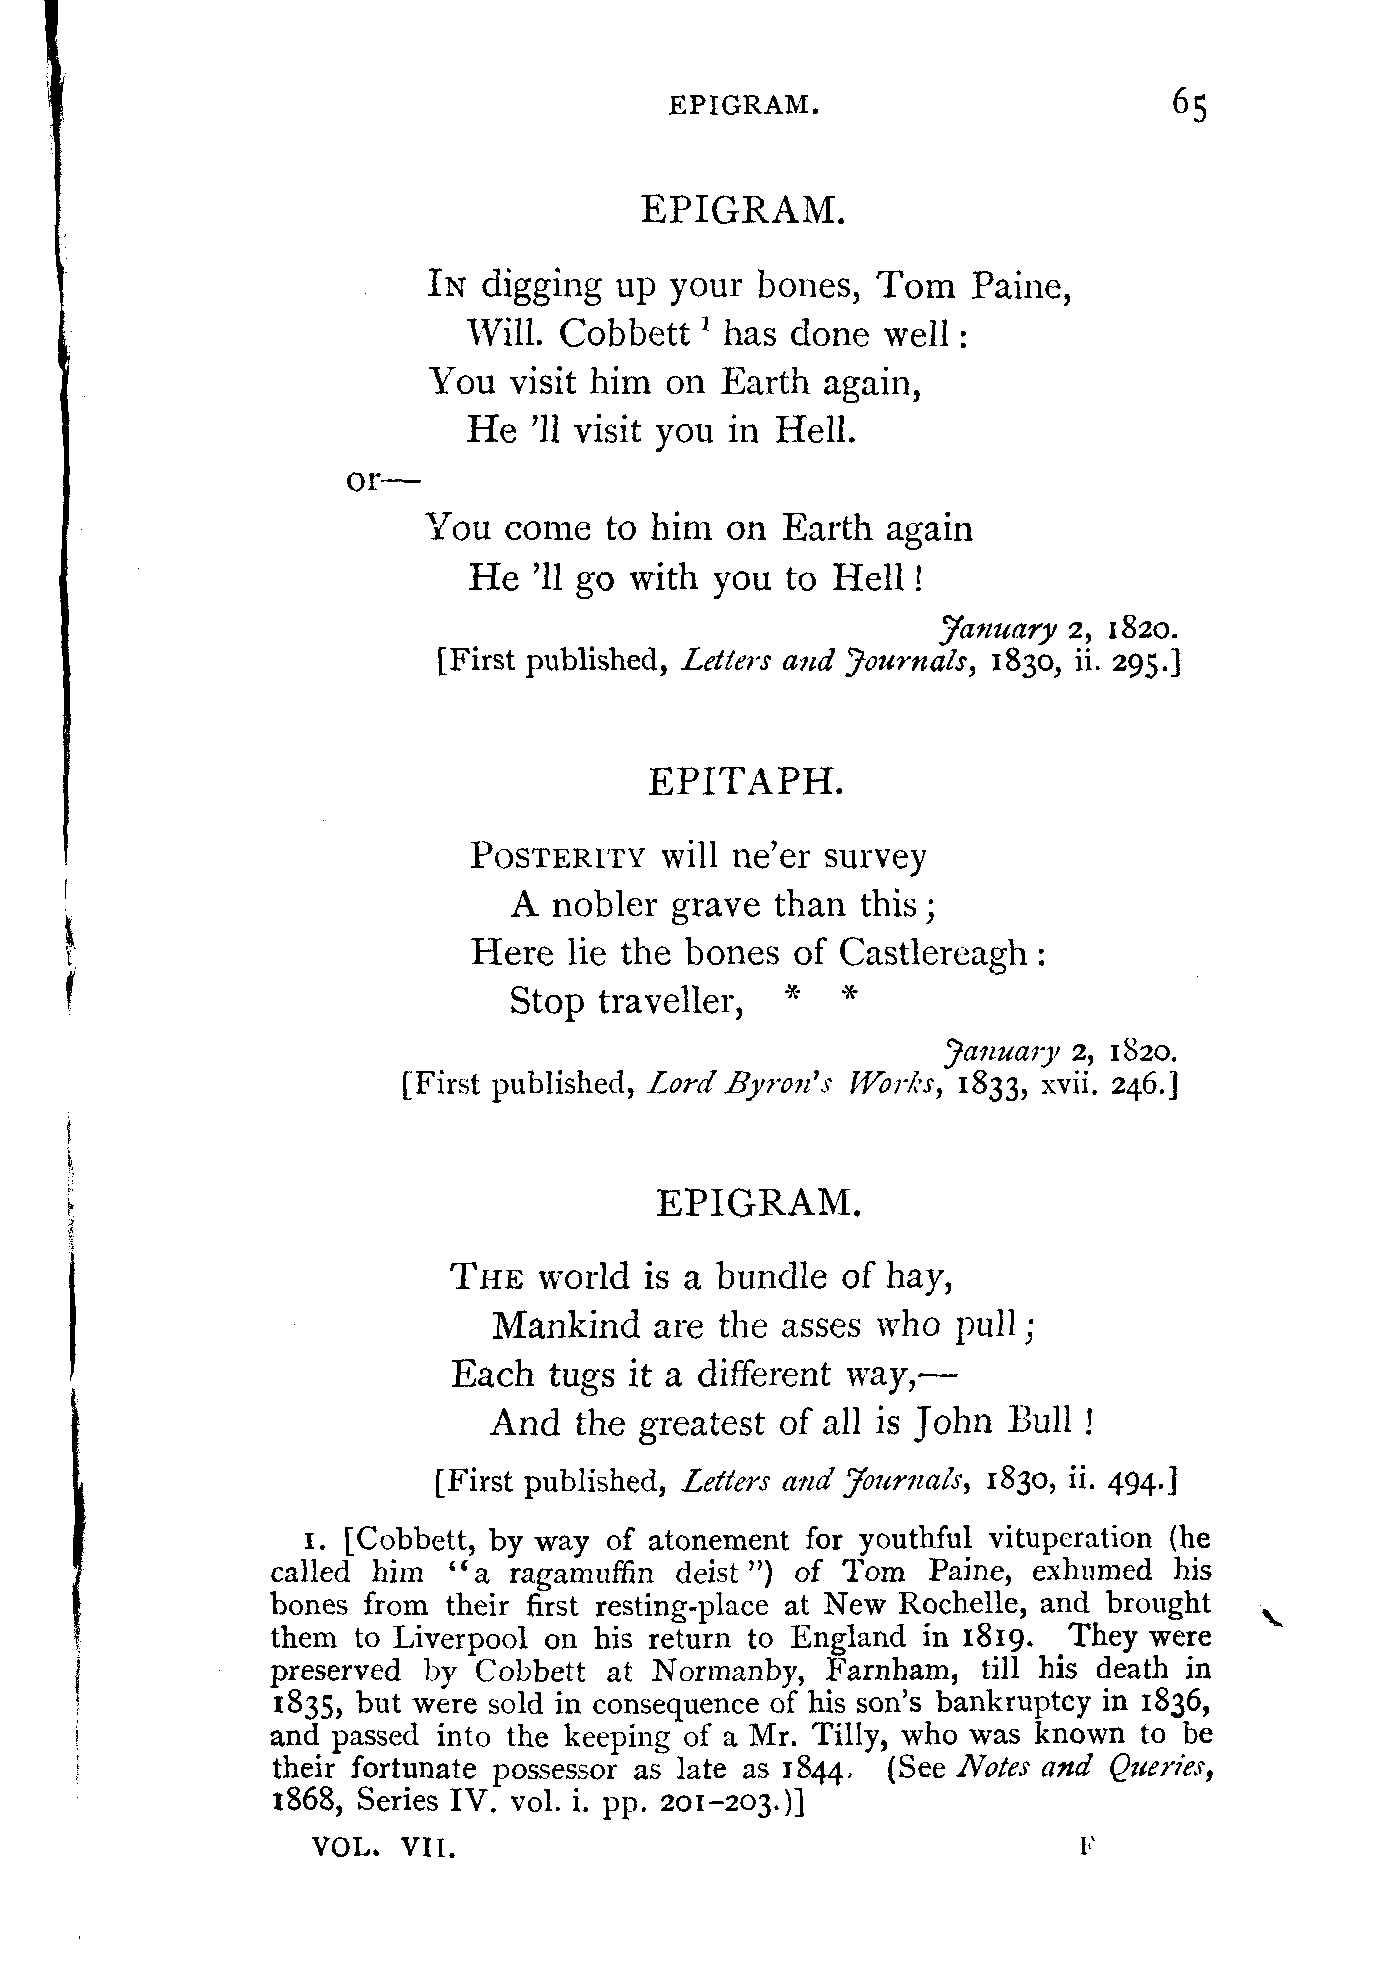 EPIGRAM. 65
EPIGRAM.
IN digging up your bones, Tom Paine,
Will. Cobbett ¹ has done well :
You visit him on Earth again,
He 'll visit you in Hell.
or—
You come to him on Earth again
He 'll go with you to Hell !
January 2, 1820.
[First published, Letters and Journals, 1830, ii. 295.]
EPITAPH.
POSTERITY will ne'er survey
A nobler grave than this ;
Here lie the bones of Castlereagh :
Stop traveller, * *
January 2, 1820.
[First published, Lord Byron's Works, 1833, xvii. 246.]
EPIGRAM.
THE world is a bundle of hay,
Mankind are the asses who pull ;
Each tugs it a different way,—
And the greatest of all is John Bull !
[First published, Letters and Journals, 1830, ii. 494.]
1. [Cobbett, by way of atonement for youthful vituperation (he
called him "a ragamuffin deist") of Tom Paine, exhumed his
bones from their first resting-place at New Rochelle, and brought
them to Liverpool on his return to England in 1819. They were
preserved by Cobbett at Normanby, Farnham, till his death in
1835, but were sold in consequence of his son's bankruptcy in 1836,
and passed into the keeping of a Mr. Tilly, who was known to be
their fortunate possessor as late as 1844. (See Notes and Queries,
1868, Series IV. vol. i. pp. 201-203.)]
VOL. VII. F